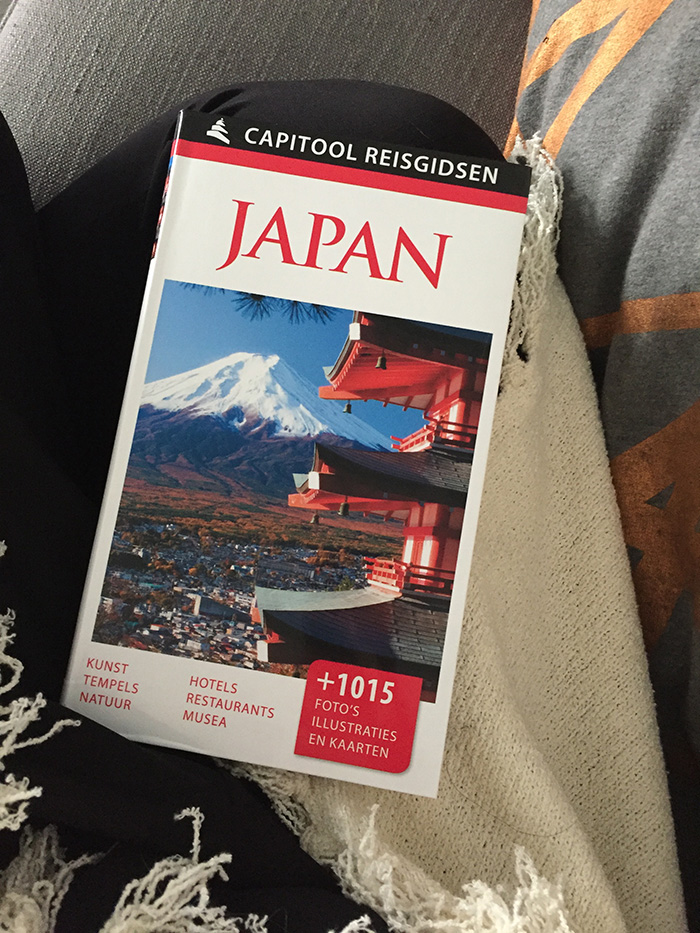 CAPITOOL REISGIDSEN
JAPAN
KUNST
TEMPELS
NATUUR
HOTELS
RESTAURANTS
MUSEA
+1015
FOTO'S
ILLUSTRATIES
EN KAARTEN